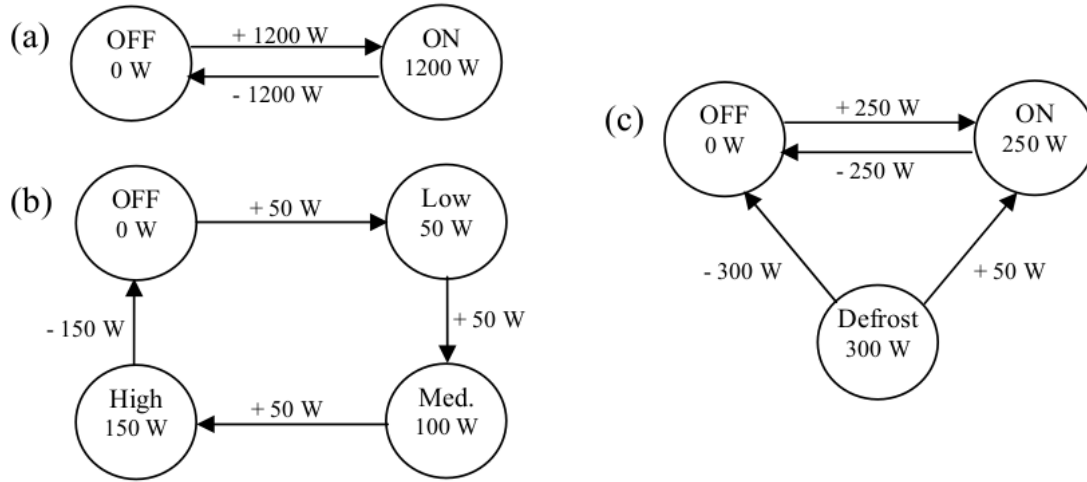 (a)
OFF
0 W
+ 1200 W
- 1200 W
ON
1200 W
(b)
OFF
0 W
+ 50 W
Low
50 W
- 150 W
+ 50 W
High
150 W
+ 50 W
Med.
100 W
(c)
OFF
0 W
+ 250 W
- 250 W
ON
250 W
- 300 W
+ 50 W
Defrost
300 W